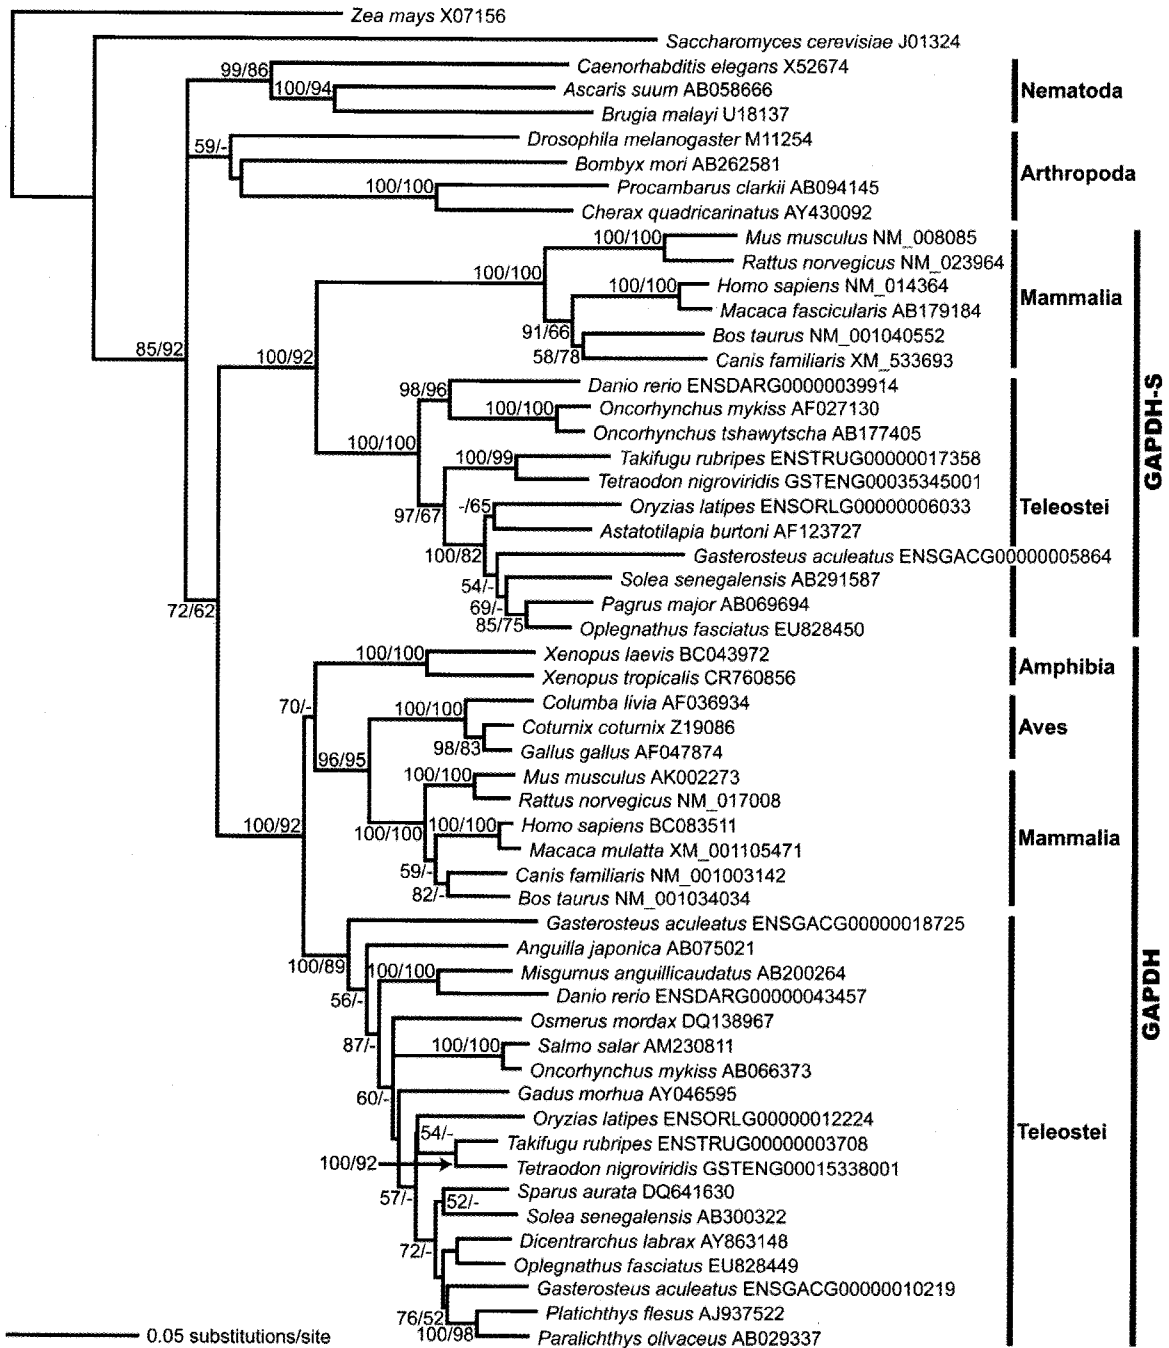 Zea mays X07156
Saccharomyces cerevisiae J01324
99/86
Caenorhabditis elegans X52674
100/94
Ascaris suum AB058666
Brugia malayi U18137
Nematoda
59/-
Drosophila melanogaster M11254
Bombyx mori AB262581
100/100
Procambarus clarkii AB094145
Cherax quadricarinatus AY430092
Arthropoda
100/100
Mus musculus NM_008085
Rattus norvegicus NM_023964
100/100
100/100
Homo sapiens NM_014364
Macaca fascicularis AB179184
91/66
Bos taurus NM_001040552
58/78
Canis familiaris XM_533693
Mammalia
85/92
100/92
98/96
Danio rerio ENSDARG00000039914
100/100
Oncorhynchus mykiss AF027130
Oncorhynchus tshawytscha AB177405
100/100
100/99
Takifugu rubripes ENSTRUG00000017358
Tetraodon nigroviridis GSTENG00035345001
97/67
-/65
Oryzias latipes ENSORLG00000006033
Astatotilapia burtoni AF123727
100/82
Gasterosteus aculeatus ENSGACG00000005864
54/-
Solea senegalensis AB291587
69/-
Pagrus major AB069694
85/75
Oplegnathus fasciatus EU828450
Teleostei
GAPDH-S
72/62
100/100
Xenopus laevis BC043972
Xenopus tropicalis CR760856
Amphibia
70/-
100/100
Columba livia AF036934
Coturnix coturnix Z19086
98/83
Gallus gallus AF047874
Aves
96/95
100/100
Mus musculus AK002273
Rattus norvegicus NM_017008
100/100
100/100
Homo sapiens BC083511
Macaca mulatta XM_001105471
59/-
Canis familiaris NM_001003142
82/-
Bos taurus NM_001034034
Mammalia
100/92
Gasterosteus aculeatus ENSGACG00000018725
100/89
Anguilla japonica AB075021
100/100
Misgurnus anguillicaudatus AB200264
56/-
Danio rerio ENSDARG00000043457
Osmerus mordax DQ138967
87/-
100/100
Salmo salar AM230811
Oncorhynchus mykiss AB066373
60/-
Gadus morhua AY046595
Oryzias latipes ENSORLG00000012224
54/-
Takifugu rubripes ENSTRUG00000003708
100/92
Tetraodon nigroviridis GSTENG00015338001
57/-
Sparus aurata DQ641630
52/-
Solea senegalensis AB300322
72/-
Dicentrarchus labrax AY863148
Oplegnathus fasciatus EU828449
Gasterosteus aculeatus ENSGACG00000010219
76/52
Platichthys flesus AJ937522
100/98
Paralichthys olivaceus AB029337
Teleostei
GAPDH
0.05 substitutions/site